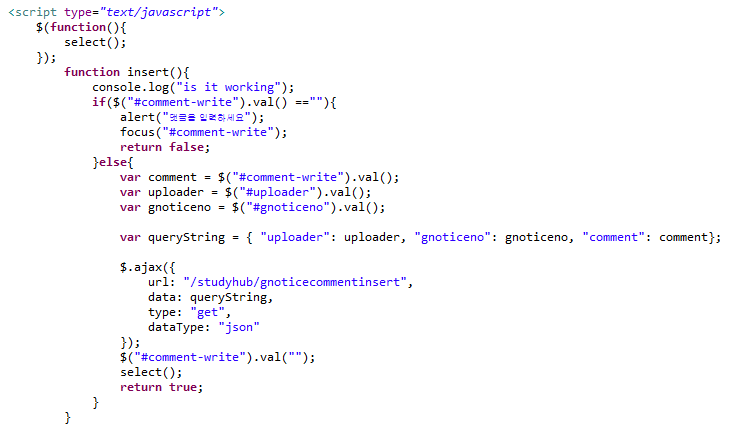 <script type="text/javascript">
$(function(){
select();
});
function insert(){
console.log("is it working");
if($("#comment-write").val() ==""){
alert("댓글을 입력하세요");
focus("#comment-write");
return false;
}else{
var comment = $("#comment-write").val();
var uploader = $("#uploader").val();
var gnoticeno = $("#gnoticeno").val();
var queryString = { "uploader": uploader, "gnoticeno": gnoticeno, "comment": comment};
$.ajax({
url: "/studyhub/gnoticecommentinsert",
data: queryString,
type: "get",
dataType: "json"
});
$("#comment-write").val("");
select();
return true;
}
}